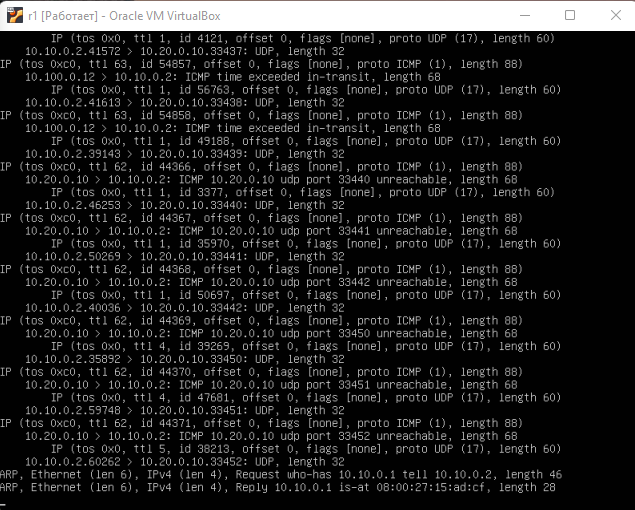 r1 [Работает] - Oracle VM VirtualBox
IP (tos 0x0, ttl 1, id 4121, offset 0, flags [none], proto UDP (17), length 60)
10.10.0.2.41572 > 10.20.0.10.33437: UDP, length 32
IP (tos 0xc0, ttl 63, id 54857, offset 0, flags [none], proto ICMP (1), length 88)
10.100.0.12 > 10.10.0.2: ICMP time exceeded in-transit, length 68
IP (tos 0x0, ttl 1, id 56763, offset 0, flags [none], proto UDP (17), length 60)
10.10.0.2.41613 > 10.20.0.10.33438: UDP, length 32
IP (tos 0xc0, ttl 63, id 54858, offset 0, flags [none], proto ICMP (1), length 88)
10.100.0.12 > 10.10.0.2: ICMP time exceeded in-transit, length 68
IP (tos 0x0, ttl 1, id 49188, offset 0, flags [none], proto UDP (17), length 60)
10.10.0.2.39143 > 10.20.0.10.33439: UDP, length 32
IP (tos 0xc0, ttl 62, id 44366, offset 0, flags [none], proto ICMP (1), length 88)
10.20.0.10 > 10.10.0.2: ICMP 10.20.0.10 udp port 33440 unreachable, length 68
IP (tos 0x0, ttl 1, id 3377, offset 0, flags [none], proto UDP (17), length 60)
10.10.0.2.46253 > 10.20.0.10.33440: UDP, length 32
IP (tos 0xc0, ttl 62, id 44367, offset 0, flags [none], proto ICMP (1), length 88)
10.20.0.10 > 10.10.0.2: ICMP 10.20.0.10 udp port 33441 unreachable, length 68
IP (tos 0x0, ttl 1, id 35970, offset 0, flags [none], proto UDP (17), length 60)
10.10.0.2.50269 > 10.20.0.10.33441: UDP, length 32
IP (tos 0xc0, ttl 62, id 44368, offset 0, flags [none], proto ICMP (1), length 88)
10.20.0.10 > 10.10.0.2: ICMP 10.20.0.10 udp port 33442 unreachable, length 68
IP (tos 0x0, ttl 1, id 50697, offset 0, flags [none], proto UDP (17), length 60)
10.10.0.2.40036 > 10.20.0.10.33442: UDP, length 32
IP (tos 0xc0, ttl 62, id 44369, offset 0, flags [none], proto ICMP (1), length 88)
10.20.0.10 > 10.10.0.2: ICMP 10.20.0.10 udp port 33450 unreachable, length 68
IP (tos 0x0, ttl 4, id 39269, offset 0, flags [none], proto UDP (17), length 60)
10.10.0.2.35892 > 10.20.0.10.33450: UDP, length 32
IP (tos 0xc0, ttl 62, id 44370, offset 0, flags [none], proto ICMP (1), length 88)
10.20.0.10 > 10.10.0.2: ICMP 10.20.0.10 udp port 33451 unreachable, length 68
IP (tos 0x0, ttl 4, id 47681, offset 0, flags [none], proto UDP (17), length 60)
10.10.0.2.59748 > 10.20.0.10.33451: UDP, length 32
IP (tos 0xc0, ttl 62, id 44371, offset 0, flags [none], proto ICMP (1), length 88)
10.20.0.10 > 10.10.0.2: ICMP 10.20.0.10 udp port 33452 unreachable, length 68
IP (tos 0x0, ttl 5, id 38213, offset 0, flags [none], proto UDP (17), length 60)
10.10.0.2.60262 > 10.20.0.10.33452: UDP, length 32
ARP, Ethernet (len 6), IPv4 (len 4), Request who-has 10.10.0.1 tell 10.10.0.2, length 46
ARP, Ethernet (len 6), IPv4 (len 4), Reply 10.10.0.1 is-at 08:00:27:15:ad:cf, length 28